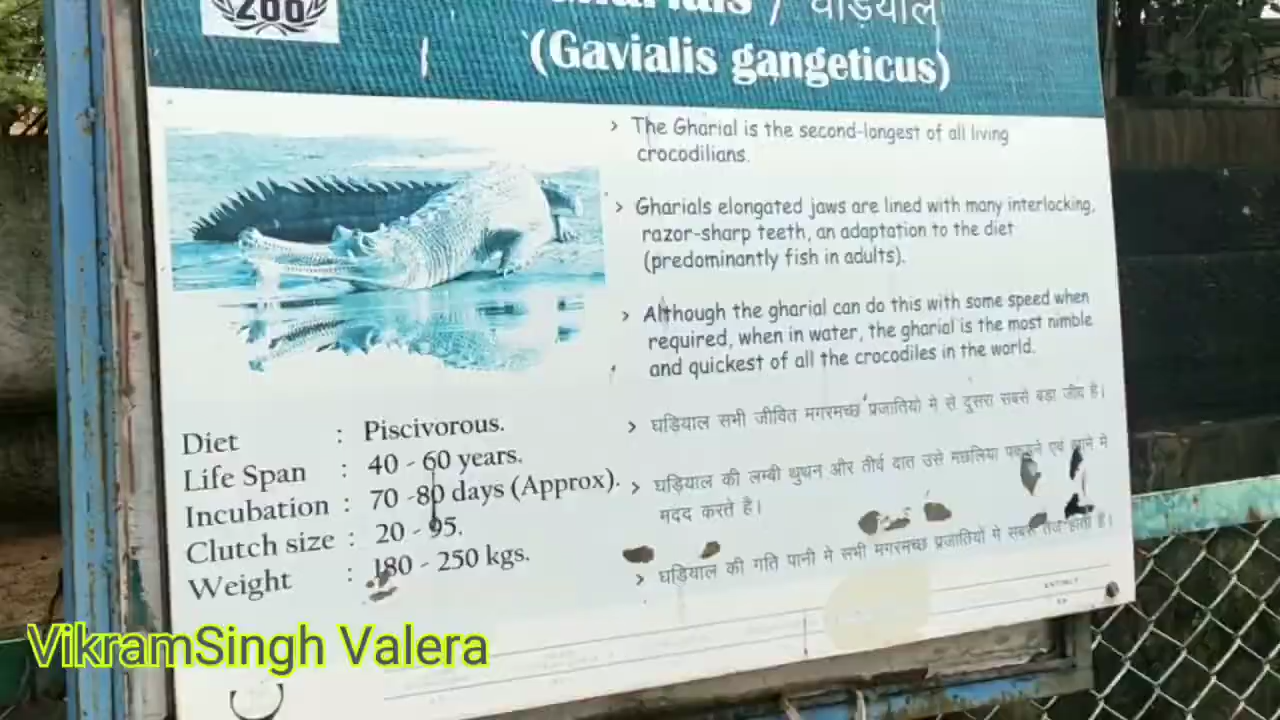 घड़ियाल
(Gavialis gangeticus)
> The Gharial is the second-longest of all living
crocodilians.
> Gharials elongated jaws are lined with many interlocking,
razor-sharp teeth, an adaptation to the diet
(predominantly fish in adults).
> Although the gharial can do this with some speed when
required, when in water, the gharial is the most nimble
and quickest of all the crocodiles in the world.
> घड़ियाल सभी जीवित मगरमच्छ प्रजातियो मे से दुसरा सबसे बड़ा जीव है।
> घड़ियाल की लम्बी थुथन और तीर्व दात उसे मछलिया पकड़ने एवं खाने मे
मदद करते है।
> घड़ियाल की गति पानी मे सभी मगरमच्छ प्रजातियों मे सबसे तेज होती है।
Diet : Piscivorous.
Life Span : 40 - 60 years.
Incubation : 70 -80 days (Approx).
Clutch size : 20 - 95.
Weight : 180 - 250 kgs.
VikramSingh Valera